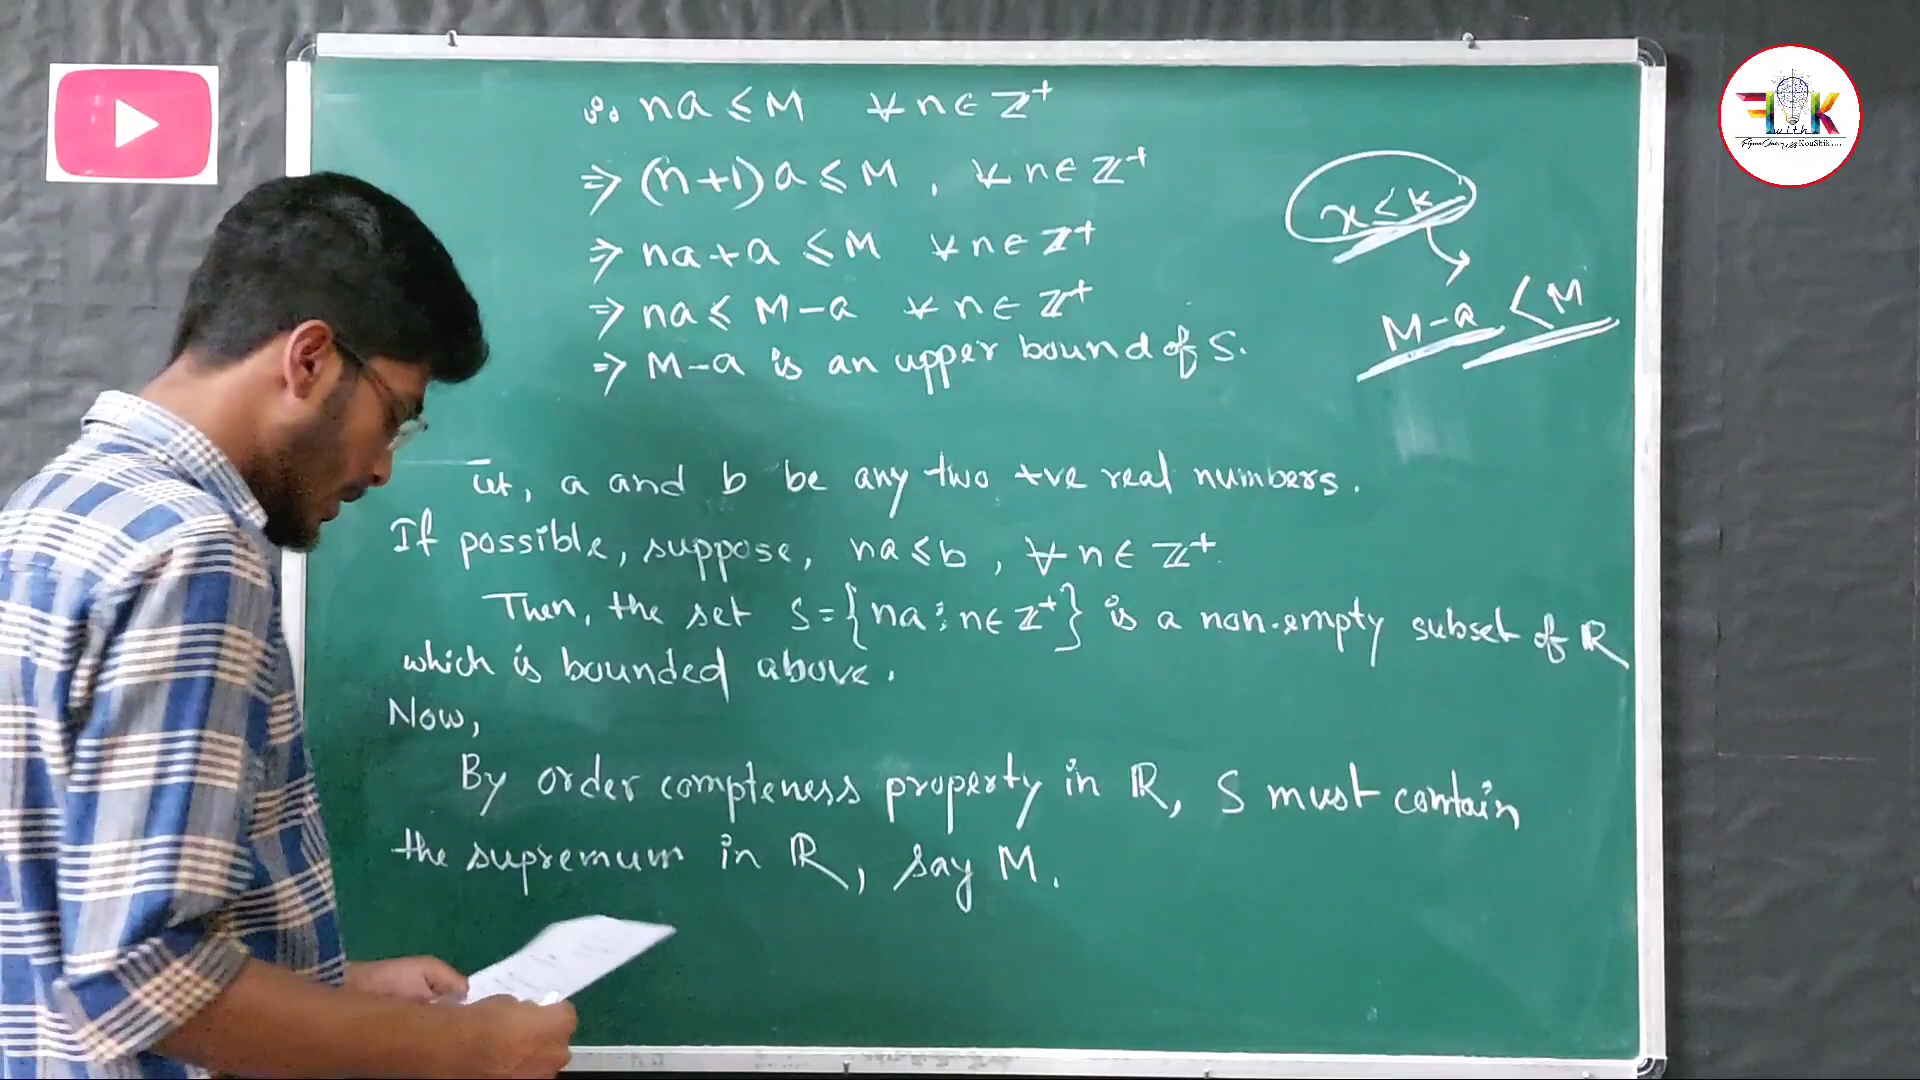 ∴ na ≤ M ∀ n ∈ ℤ⁺
⇒ (n+1)a ≤ M, ∀ n ∈ ℤ⁺
⇒ na+a ≤ M ∀ n ∈ ℤ⁺
⇒ na ≤ M-a ∀ n ∈ ℤ⁺
⇒ M-a is an upper bound of S.
x ≤ k
M-a < M
Let, a and b be any two +ve real numbers.
If possible, suppose, na ≤ b, ∀ n ∈ ℤ⁺.
Then, the set S = {na : n ∈ ℤ⁺} is a non-empty subset of ℝ
which is bounded above.
Now,
By order compteness property in ℝ, S must contain
the supremum in ℝ, say M.
with
KouShik